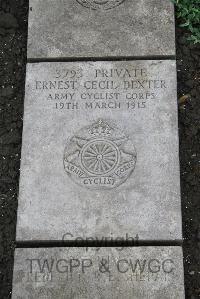 3793 PRIVATE
ERNEST CECIL DEXTER
ARMY CYCLIST CORPS
19TH MARCH 1915
ARMY CYCLIST CORPS
Copyright
TWGPP & CWGC